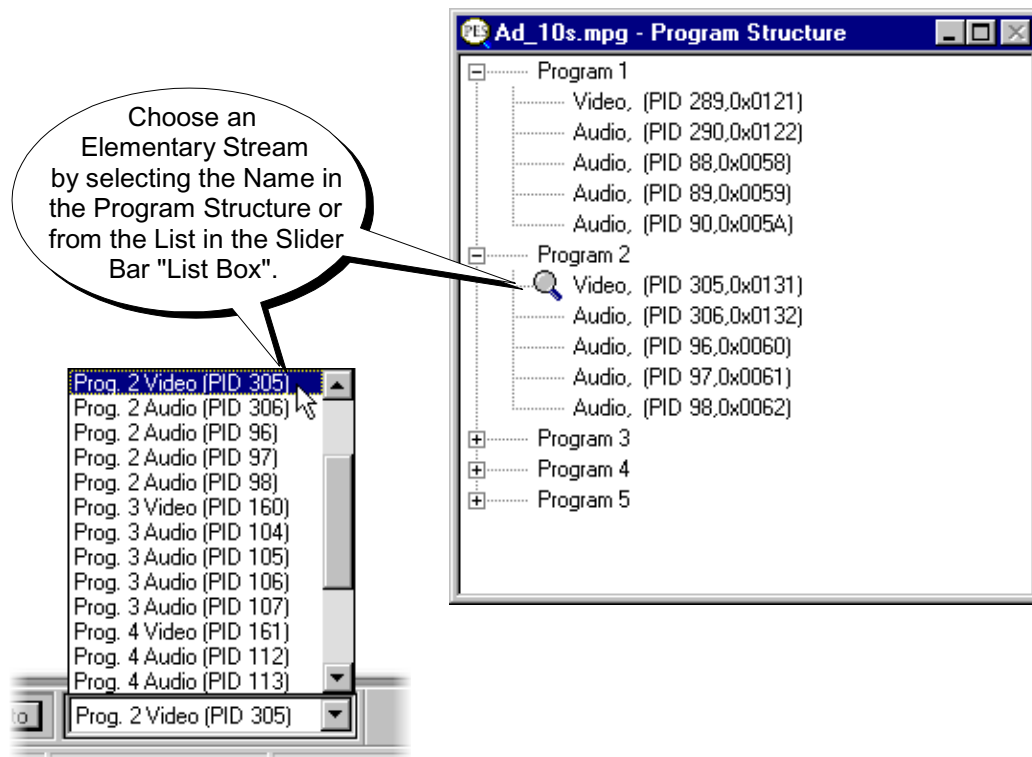 PES Ad_10s.mpg - Program Structure
Program 1
Video, (PID 289,0x0121)
Audio, (PID 290,0x0122)
Audio, (PID 88,0x0058)
Audio, (PID 89,0x0059)
Audio, (PID 90,0x005A)
Program 2
Video, (PID 305,0x0131)
Audio, (PID 306,0x0132)
Audio, (PID 96,0x0060)
Audio, (PID 97,0x0061)
Audio, (PID 98,0x0062)
Program 3
Program 4
Program 5
Choose an
Elementary Stream
by selecting the Name in
the Program Structure or
from the List in the Slider
Bar "List Box".
Prog. 2 Video (PID 305)
Prog. 2 Audio (PID 306)
Prog. 2 Audio (PID 96)
Prog. 2 Audio (PID 97)
Prog. 2 Audio (PID 98)
Prog. 3 Video (PID 160)
Prog. 3 Audio (PID 104)
Prog. 3 Audio (PID 105)
Prog. 3 Audio (PID 106)
Prog. 3 Audio (PID 107)
Prog. 4 Video (PID 161)
Prog. 4 Audio (PID 112)
Prog. 4 Audio (PID 113)
to
Prog. 2 Video (PID 305)